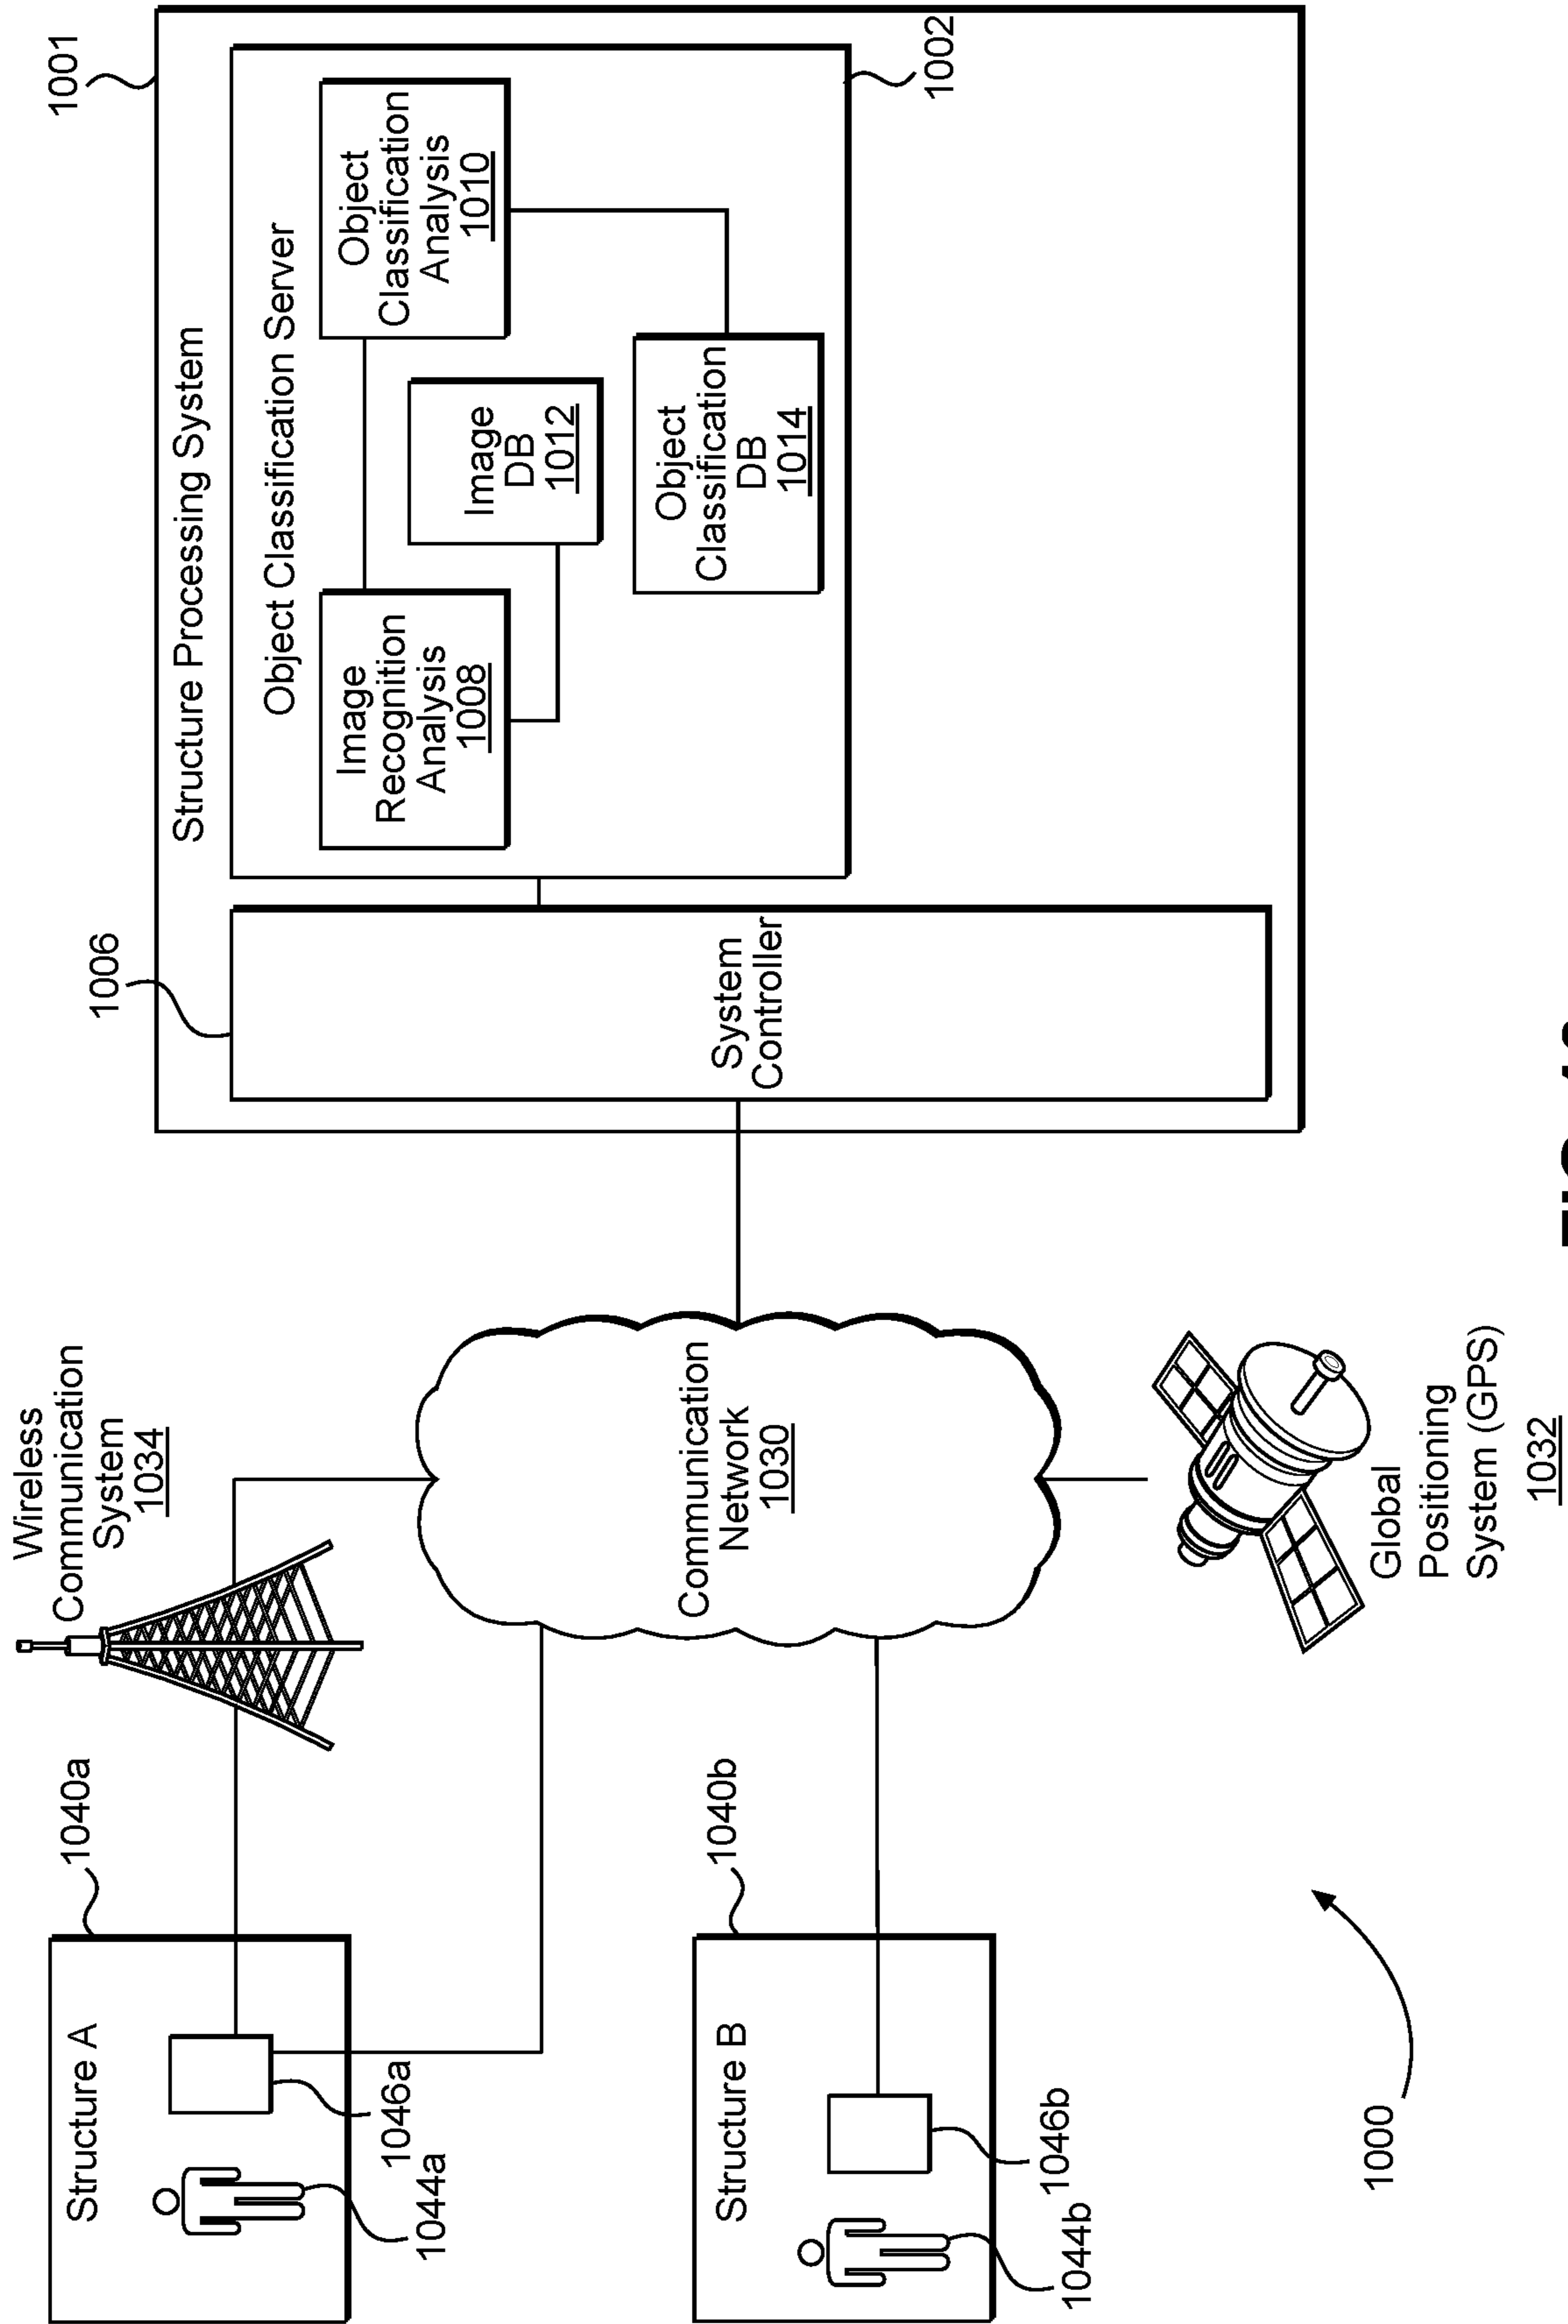 Structure A
1040a
1046a
1044a
Structure B
1040b
1046b
1044b
1000
Wireless
Communication
System
1034
Communication
Network
1030
Global
Positioning
System (GPS)
1032
1006
1001
Structure Processing System
System
Controller
Object Classification Server
Image
Recognition
Analysis
1008
Object
Classification
Analysis
1010
Image
DB
1012
Object
Classification
DB
1014
1002